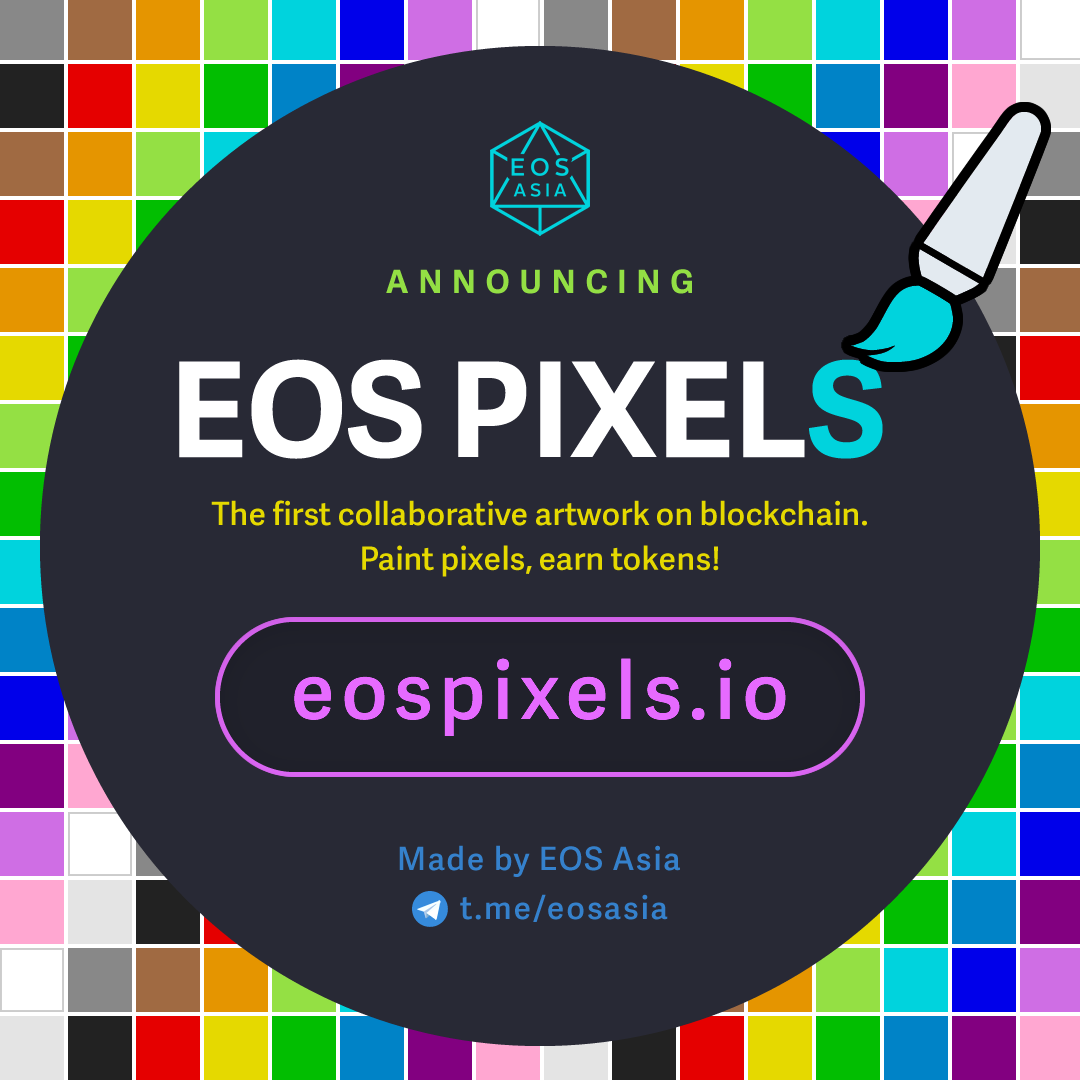 EOS
ASIA
ANNOUNCING
EOS PIXELS
The first collaborative artwork on blockchain.
Paint pixels, earn tokens!
eospixels.io
Made by EOS Asia
t.me/eosasia